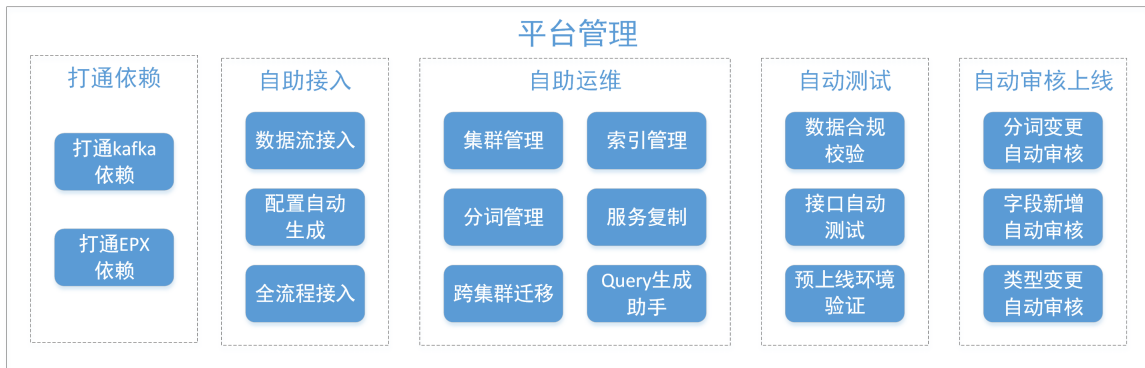 平台管理
打通依赖
打通kafka
依赖
打通EPX
依赖
自助接入
数据流接入
配置自动
生成
全流程接入
自助运维
集群管理
索引管理
分词管理
服务复制
跨集群迁移
Query生成
助手
自动测试
数据合规
校验
接口自动
测试
预上线环境
验证
自动审核上线
分词变更
自动审核
字段新增
自动审核
类型变更
自动审核